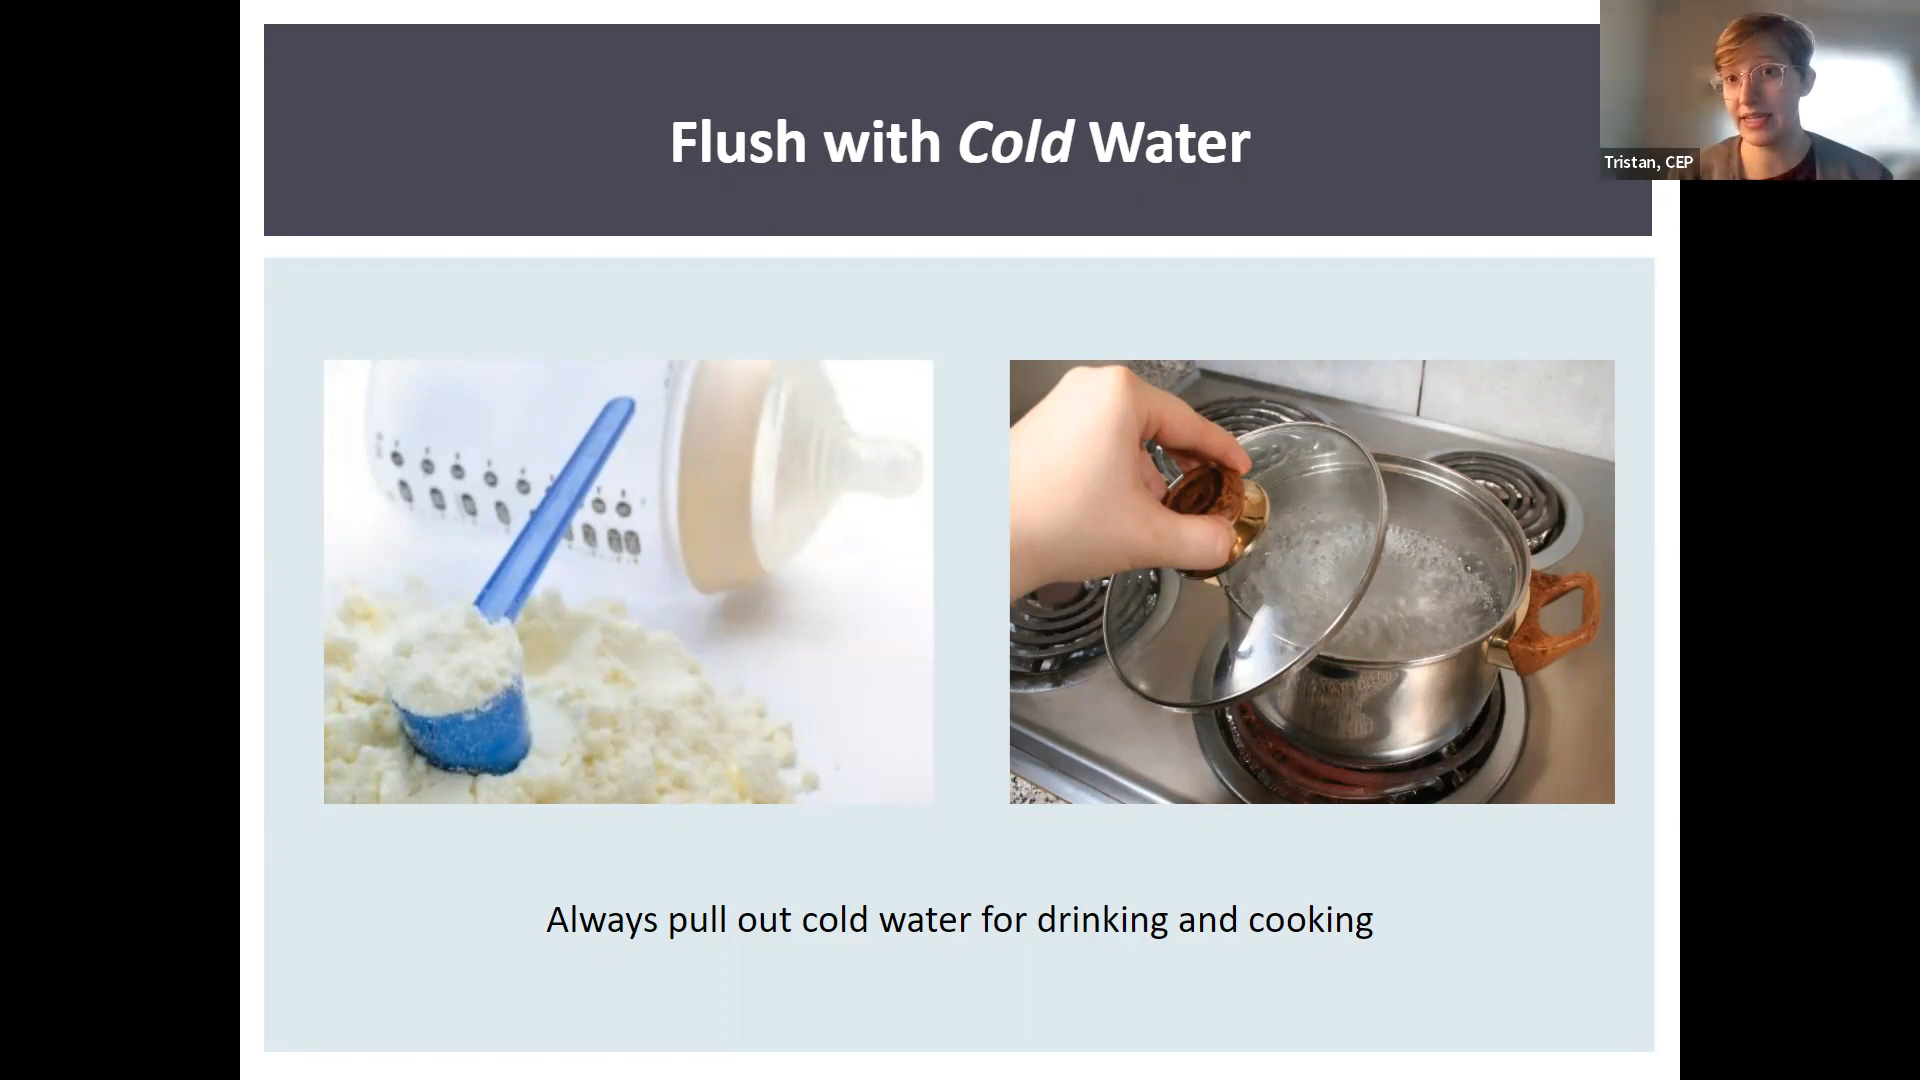 Flush with Cold Water
Tristan, CEP
Always pull out cold water for drinking and cooking